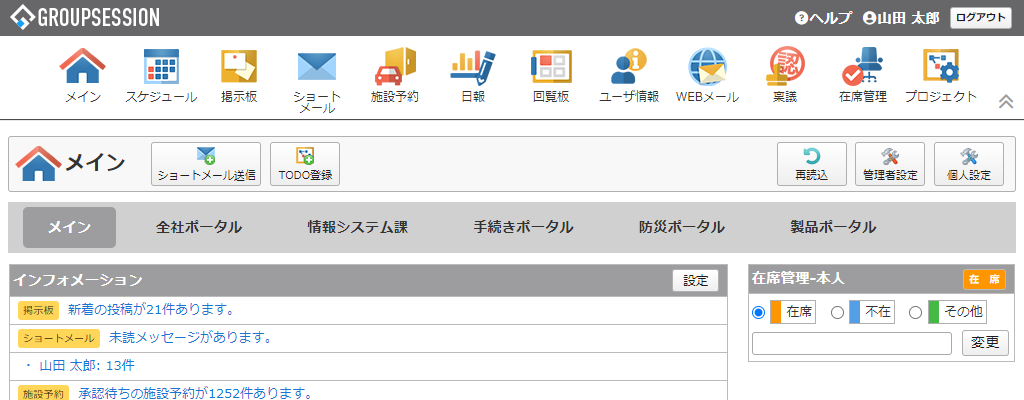 GROUPSESSION
ヘルプ 山田 太郎 ログアウト
メイン スケジュール 掲示板 ショート 施設予約 日報 回覧板 ユーザ情報 WEBメール 稟議 在席管理 プロジェクト
メール
認
メイン ショートメール送信 TODO登録 再読込 管理者設定 個人設定
メイン 全社ポータル 情報システム課 手続きポータル 防災ポータル 製品ポータル
インフォメーション 設定
掲示板 新着の投稿が21件あります。
ショートメール 未読メッセージがあります。
・ 山田 太郎: 13件
施設予約 承認待ちの施設予約が1252件あります。
在席管理-本人 在 席
在席 不在 その他
変更